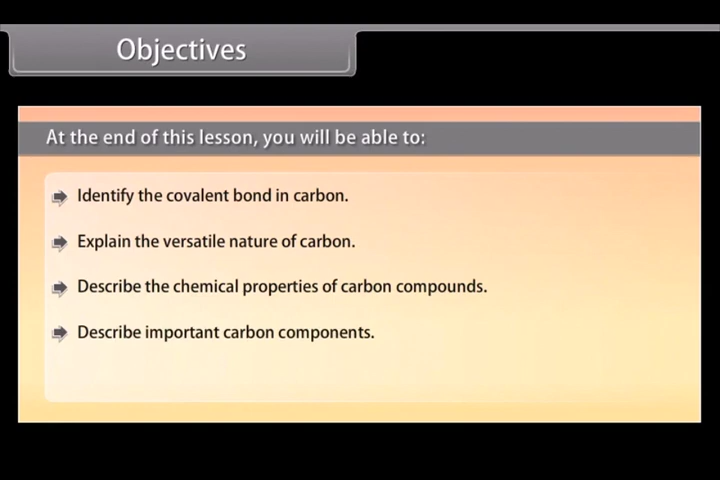 Objectives
At the end of this lesson, you will be able to:
Identify the covalent bond in carbon.
Explain the versatile nature of carbon.
Describe the chemical properties of carbon compounds.
Describe important carbon components.